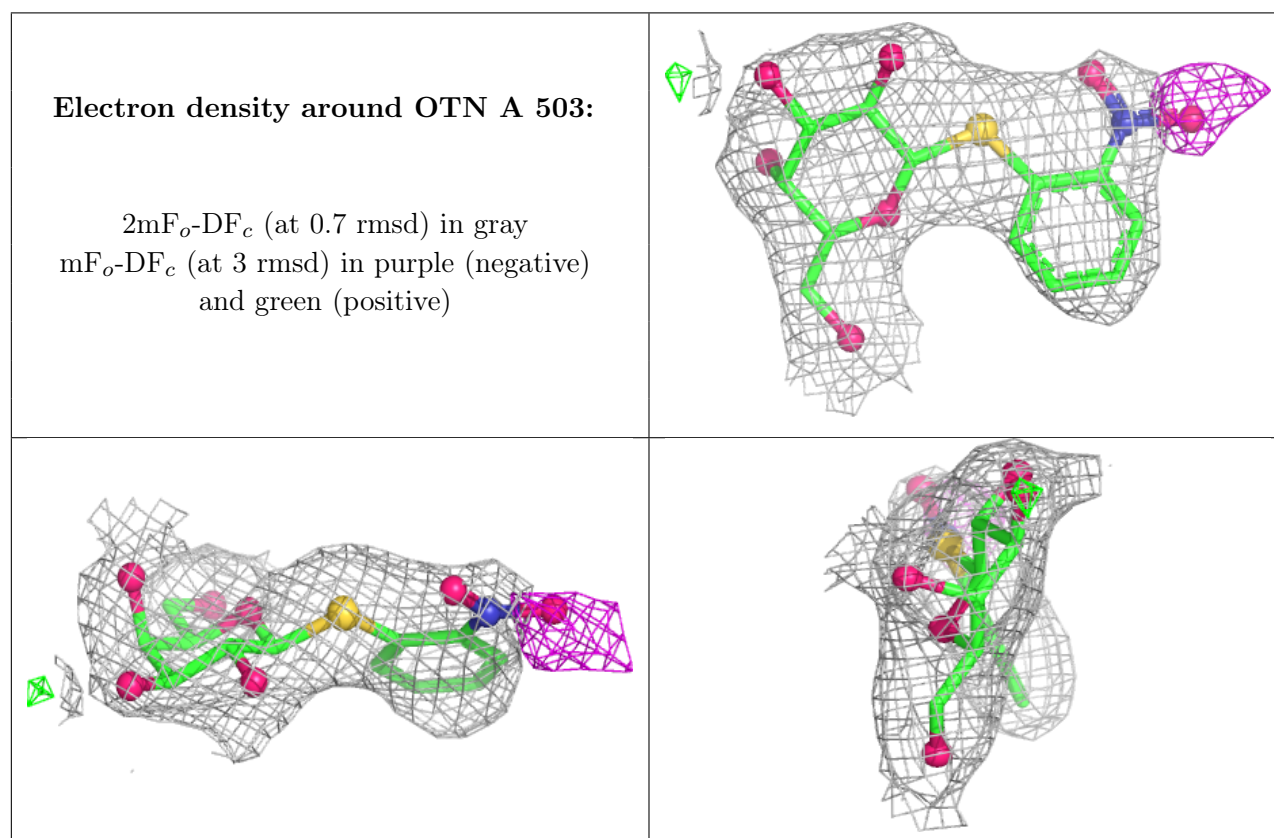 Electron density around OTN A 503:
2mFₒ-DF𝒸 (at 0.7 rmsd) in gray
mFₒ-DF𝒸 (at 3 rmsd) in purple (negative)
and green (positive)